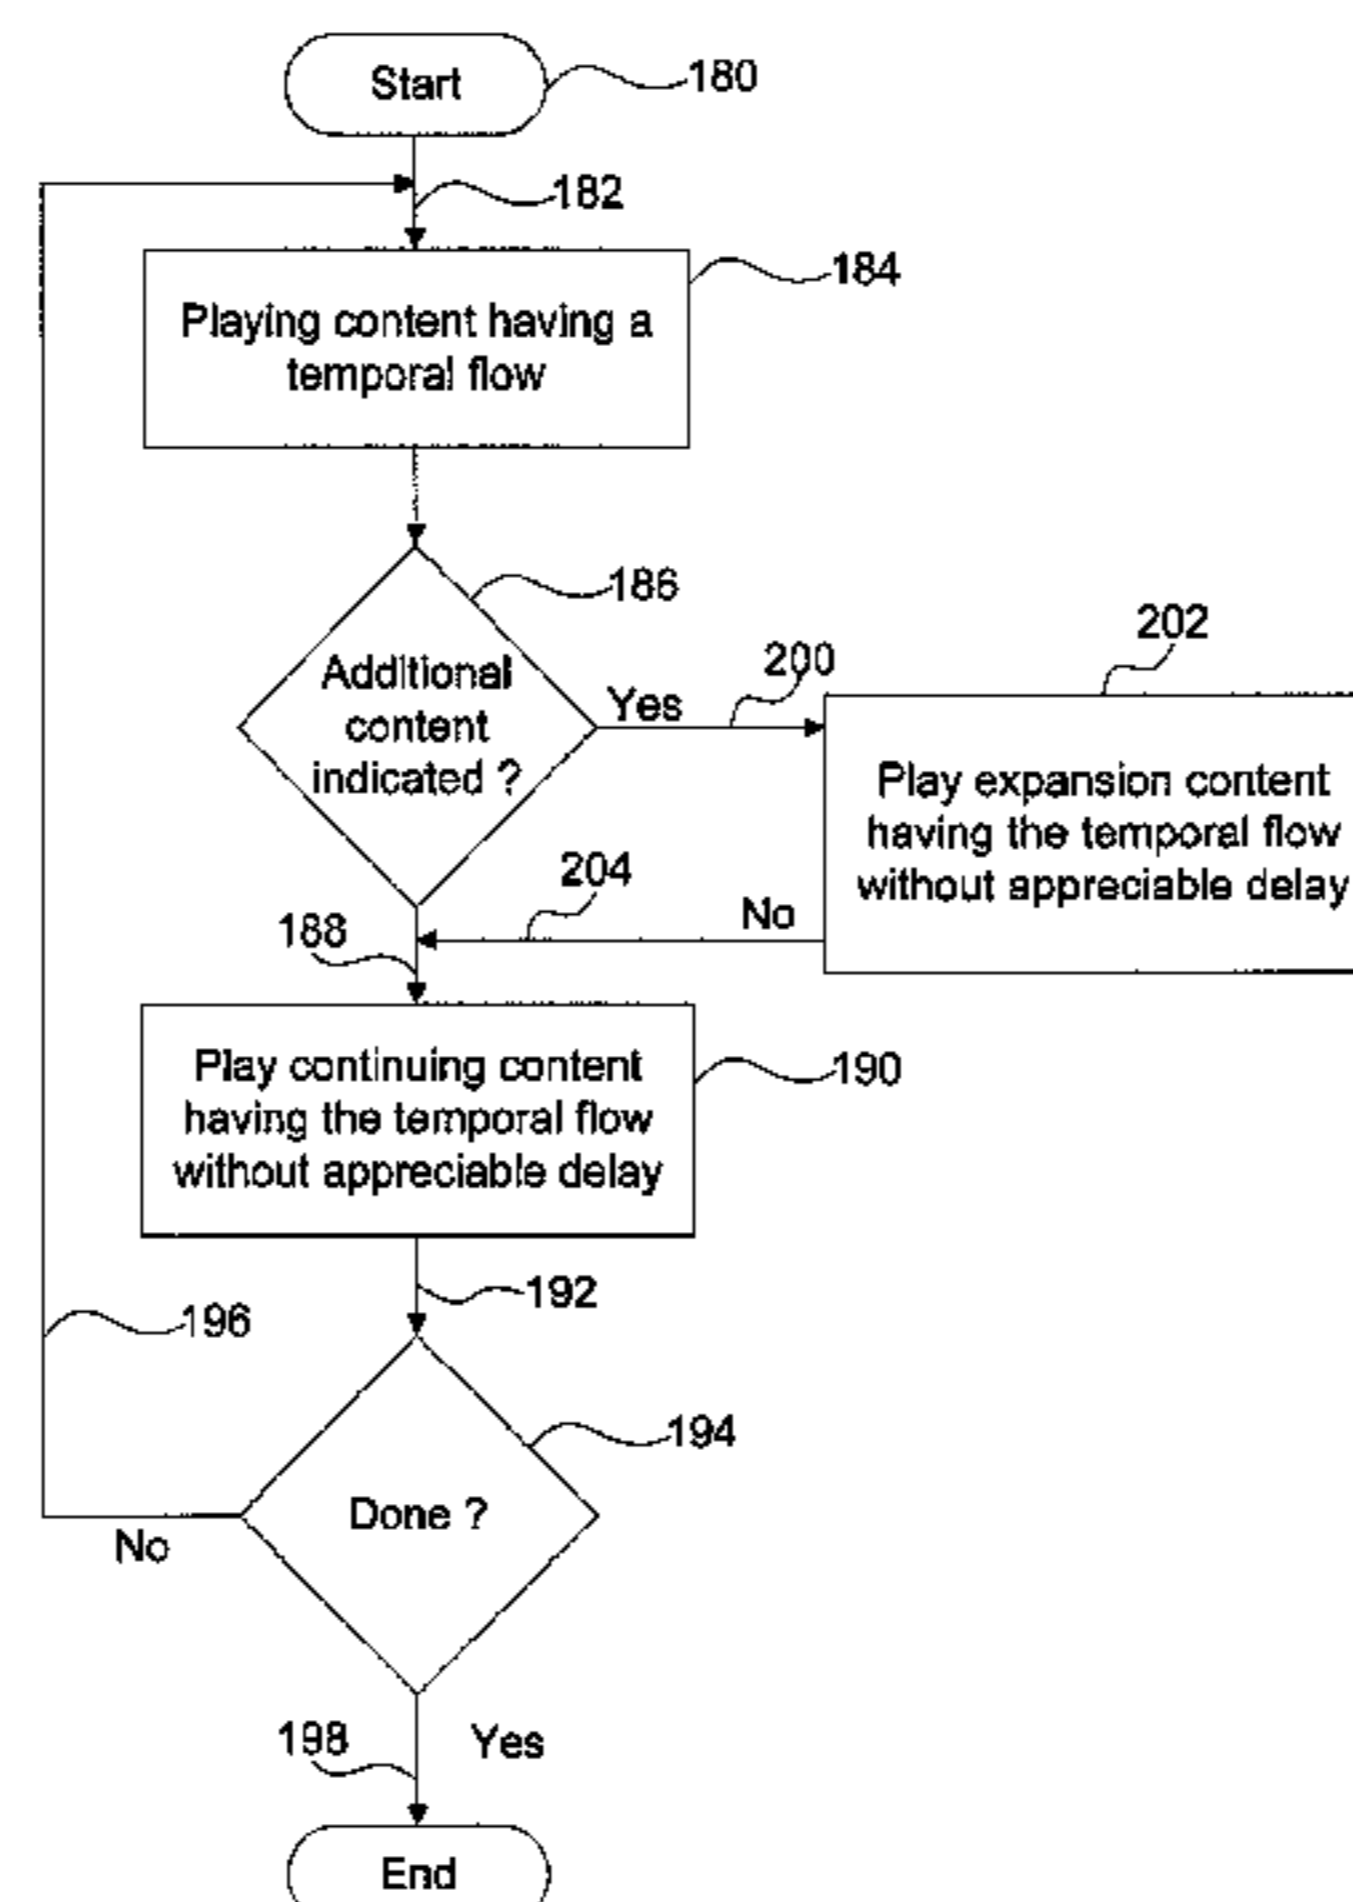 Start
180
182
184
Playing content having a
temporal flow
186
Additional
content
indicated ?
Yes
200
202
Play expansion content
having the temporal flow
without appreciable delay
204
No
188
Play continuing content
having the temporal flow
without appreciable delay
190
192
196
194
Done ?
No
198
Yes
End